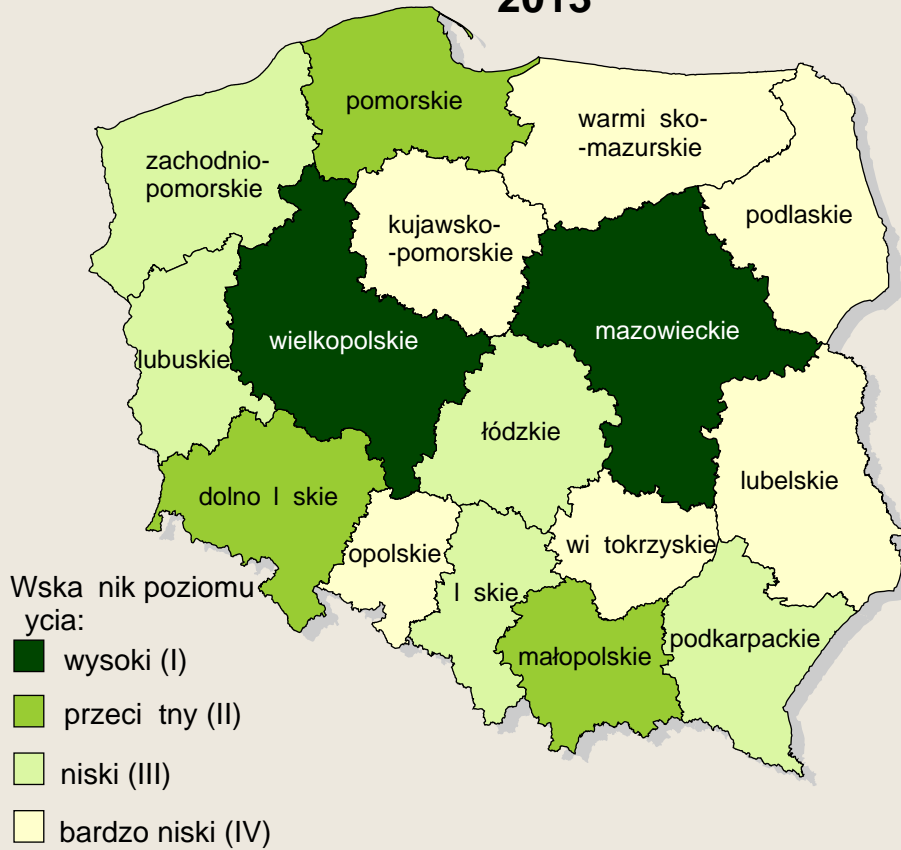 2013
pomorskie
warmi sko-
-mazurskie
zachodnio-
pomorskie
podlaskie
kujawsko-
-pomorskie
wielkopolskie
mazowieckie
lubuskie
łódzkie
lubelskie
dolno l skie
opolskie
wi tokrzyskie
l skie
małopolskie
podkarpackie
Wska nik poziomu
ycia:
wysoki (I)
przeci tny (II)
niski (III)
bardzo niski (IV)